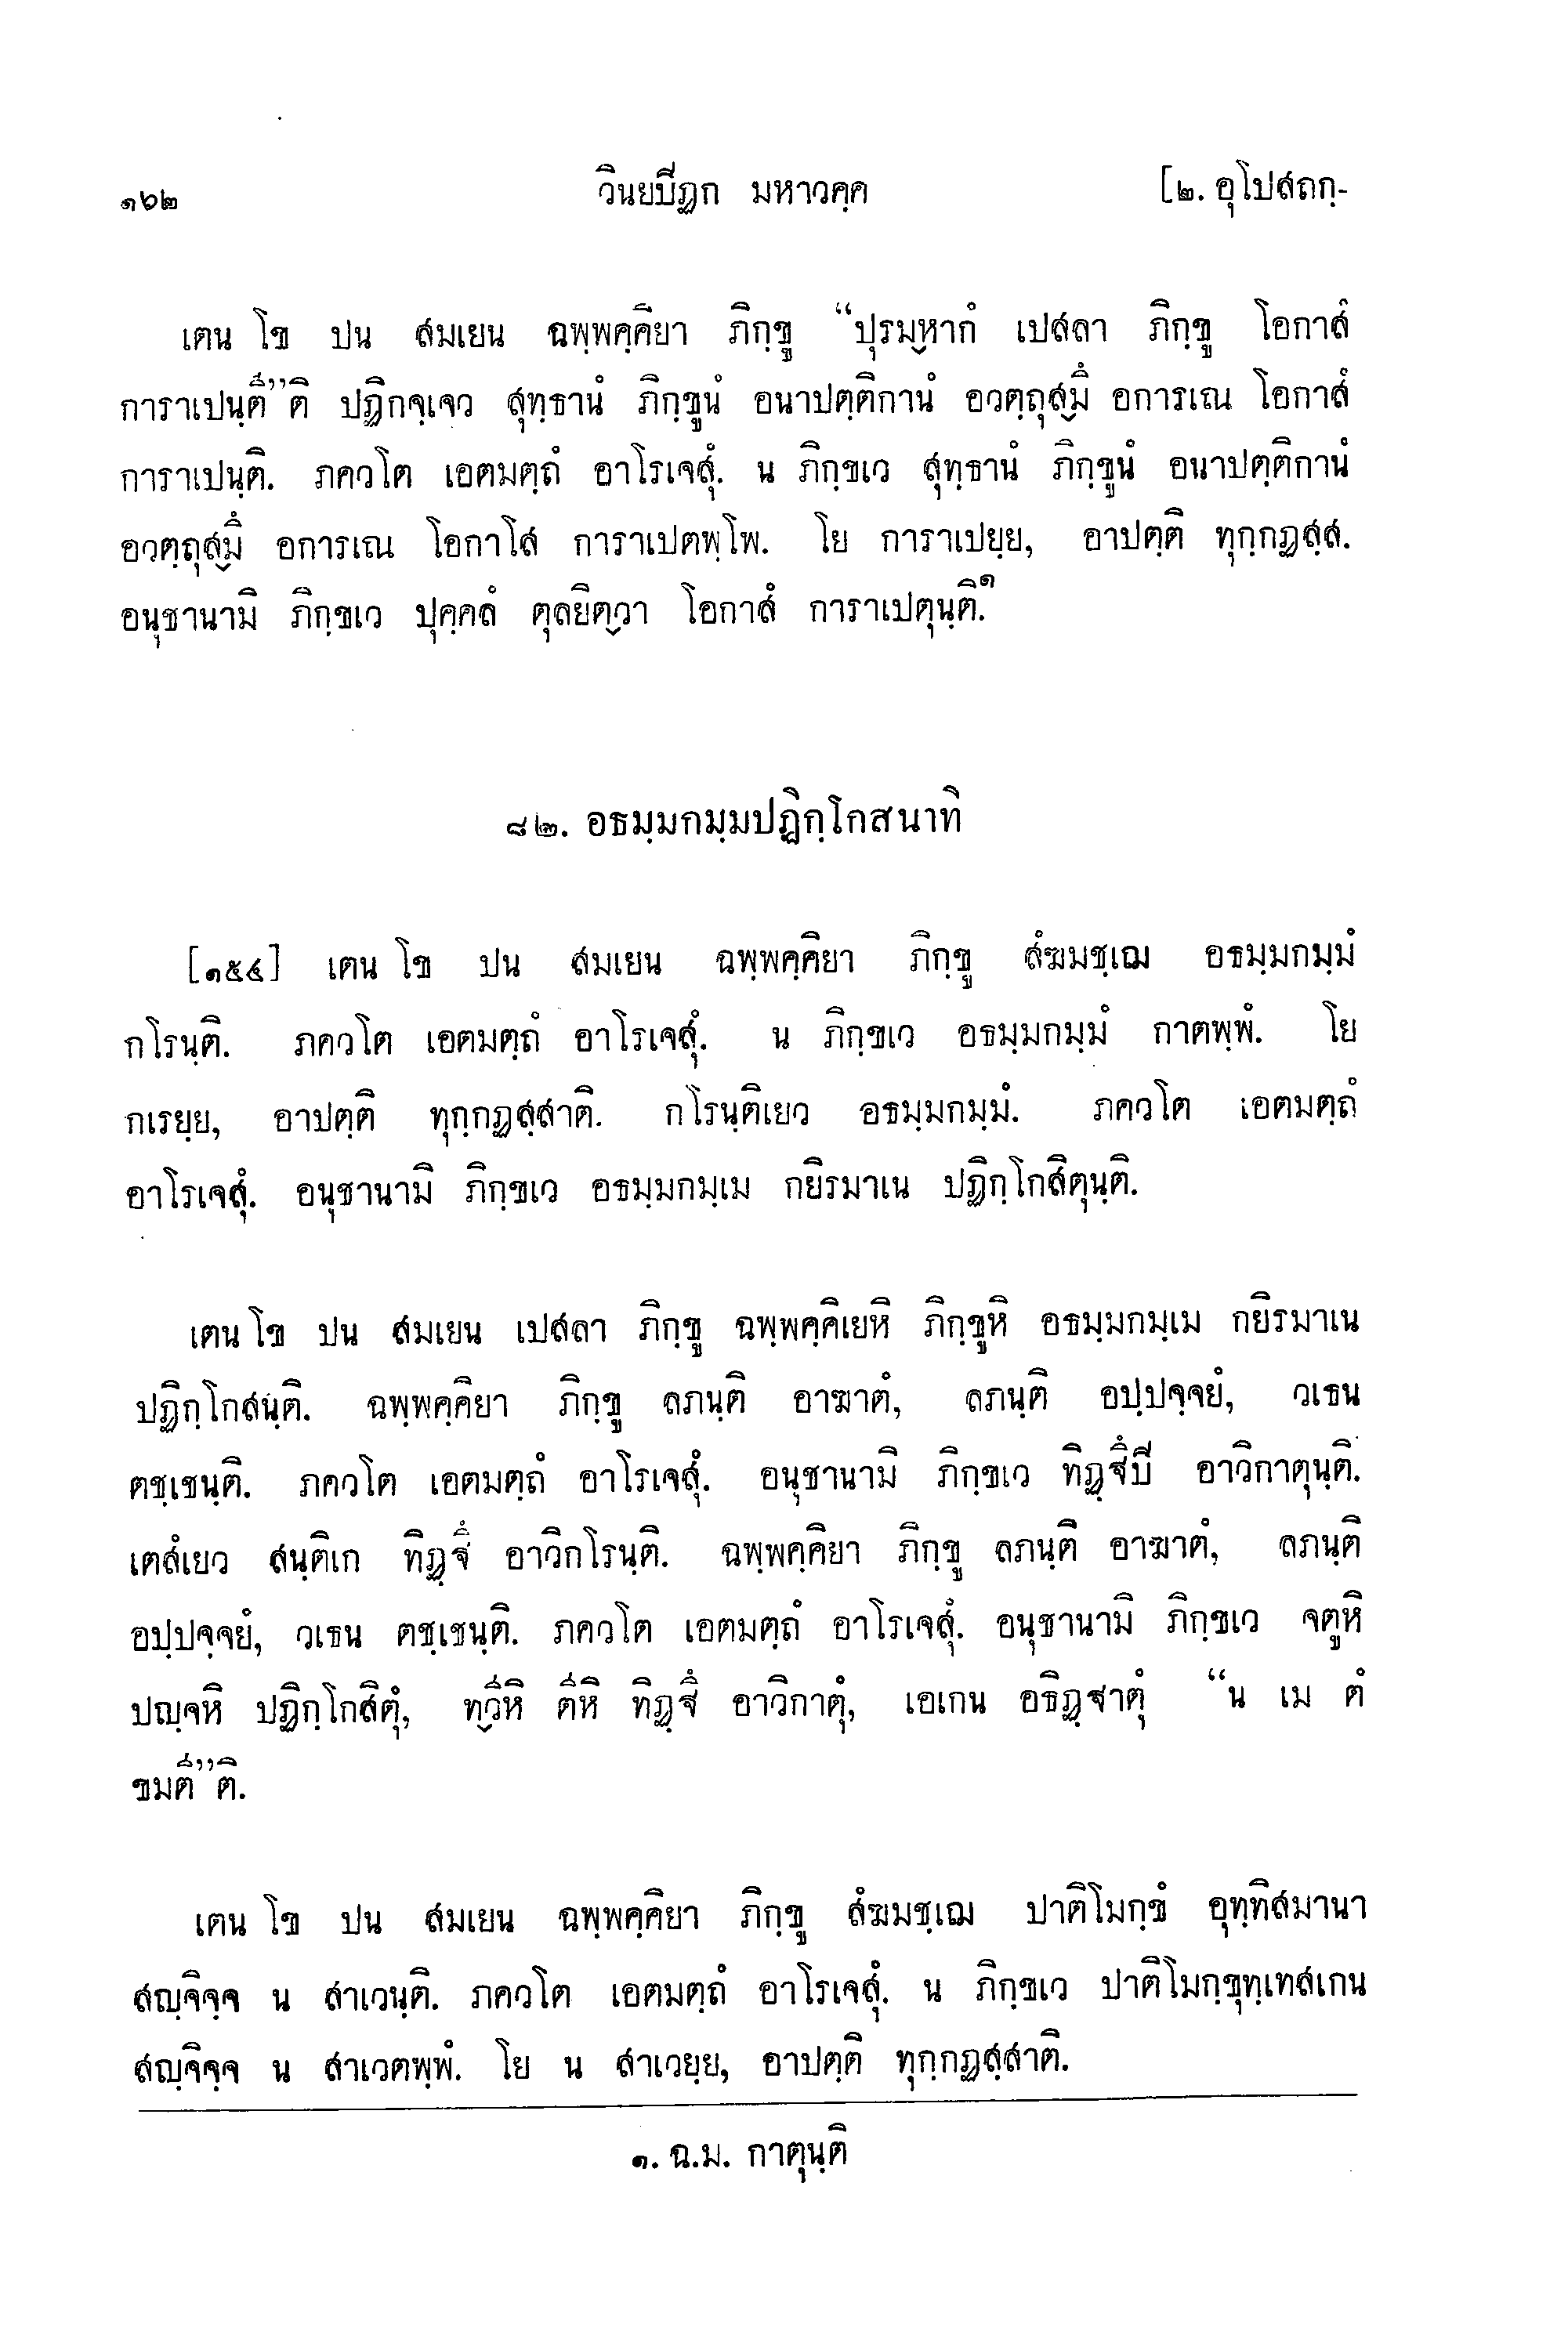 ๑๖๒ วินยปิฏก มหาวคฺค [๒. อุโปสถกฺ-
เตน โข ปน สมเยน ฉพฺพคฺคิยา ภิกฺขู “ปุรมฺหากํ เปสลา ภิกฺขู โอกาสํ
การาเปนฺตี”ติ ปฏิกจฺเจว สุทฺธานํ ภิกฺขูนํ อนาปตฺติกานํ อวตฺถุสฺมึ อการเณ โอกาสํ
การาเปนฺติ. ภควโต เอตมตฺถํ อาโรเจสุํ. น ภิกฺขเว สุทฺธานํ ภิกฺขูนํ อนาปตฺติกานํ
อวตฺถุสฺมึ อการเณ โอกาโส การาเปตพฺโพ. โย การาเปยฺย, อาปตฺติ ทุกฺกฏสฺส.
อนุชานามิ ภิกฺขเว ปุคฺคลํ ตุลยิตฺวา โอกาสํ การาเปตุนฺติ.๑
๘๒. อธมฺมกมฺมปฏิกฺโกสนาทิ
[๑๕๔] เตน โข ปน สมเยน ฉพฺพคฺคิยา ภิกฺขู สํฆมชฺเฌ อธมฺมกมฺมํ
กโรนฺติ. ภควโต เอตมตฺถํ อาโรเจสุํ. น ภิกฺขเว อธมฺมกมฺมํ กาตพฺพํ. โย
กเรยฺย, อาปตฺติ ทุกฺกฏสฺสาติ. กโรนฺติเยว อธมฺมกมฺมํ. ภควโต เอตมตฺถํ
อาโรเจสุํ. อนุชานามิ ภิกฺขเว อธมฺมกมฺเม กยิรมาเน ปฏิกฺโกสิตุนฺติ.
เตน โข ปน สมเยน เปสลา ภิกฺขู ฉพฺพคฺคิเยหิ ภิกฺขูหิ อธมฺมกมฺเม กยิรมาเน
ปฏิกฺโกสนฺติ. ฉพฺพคฺคิยา ภิกฺขู ลภนฺติ อาฆาตํ, ลภนฺติ อปฺปจฺจยํ, วเธน
ตชฺเชนฺติ. ภควโต เอตมตฺถํ อาโรเจสุํ. อนุชานามิ ภิกฺขเว ทิฏฺฐึปิ อาวิกาตุนฺติ.
เตสํเยว สนฺติเก ทิฏฺฐึ อาวิกโรนฺติ. ฉพฺพคฺคิยา ภิกฺขู ลภนฺติ อาฆาตํ, ลภนฺติ
อปฺปจฺจยํ, วเธน ตชฺเชนฺติ. ภควโต เอตมตฺถํ อาโรเจสุํ. อนุชานามิ ภิกฺขเว จตูหิ
ปญฺจหิ ปฏิกฺโกสิตุํ, ทฺวีหิ ตีหิ ทิฏฺฐึ อาวิกาตุํ, เอเกน อธิฏฺฐาตุํ “น เม ตํ
ขมตี”ติ.
เตน โข ปน สมเยน ฉพฺพคฺคิยา ภิกฺขู สํฆมชฺเฌ ปาติโมกฺขํ อุทฺทิสมานา
สญฺจิจฺจ น สาเวนฺติ. ภควโต เอตมตฺถํ อาโรเจสุํ. น ภิกฺขเว ปาติโมกฺขุทฺเทสเกน
สญฺจิจฺจ น สาเวตพฺพํ. โย น สาเวยฺย, อาปตฺติ ทุกฺกฏสฺสาติ.
๑. ฉ.ม. กาตุนฺติ